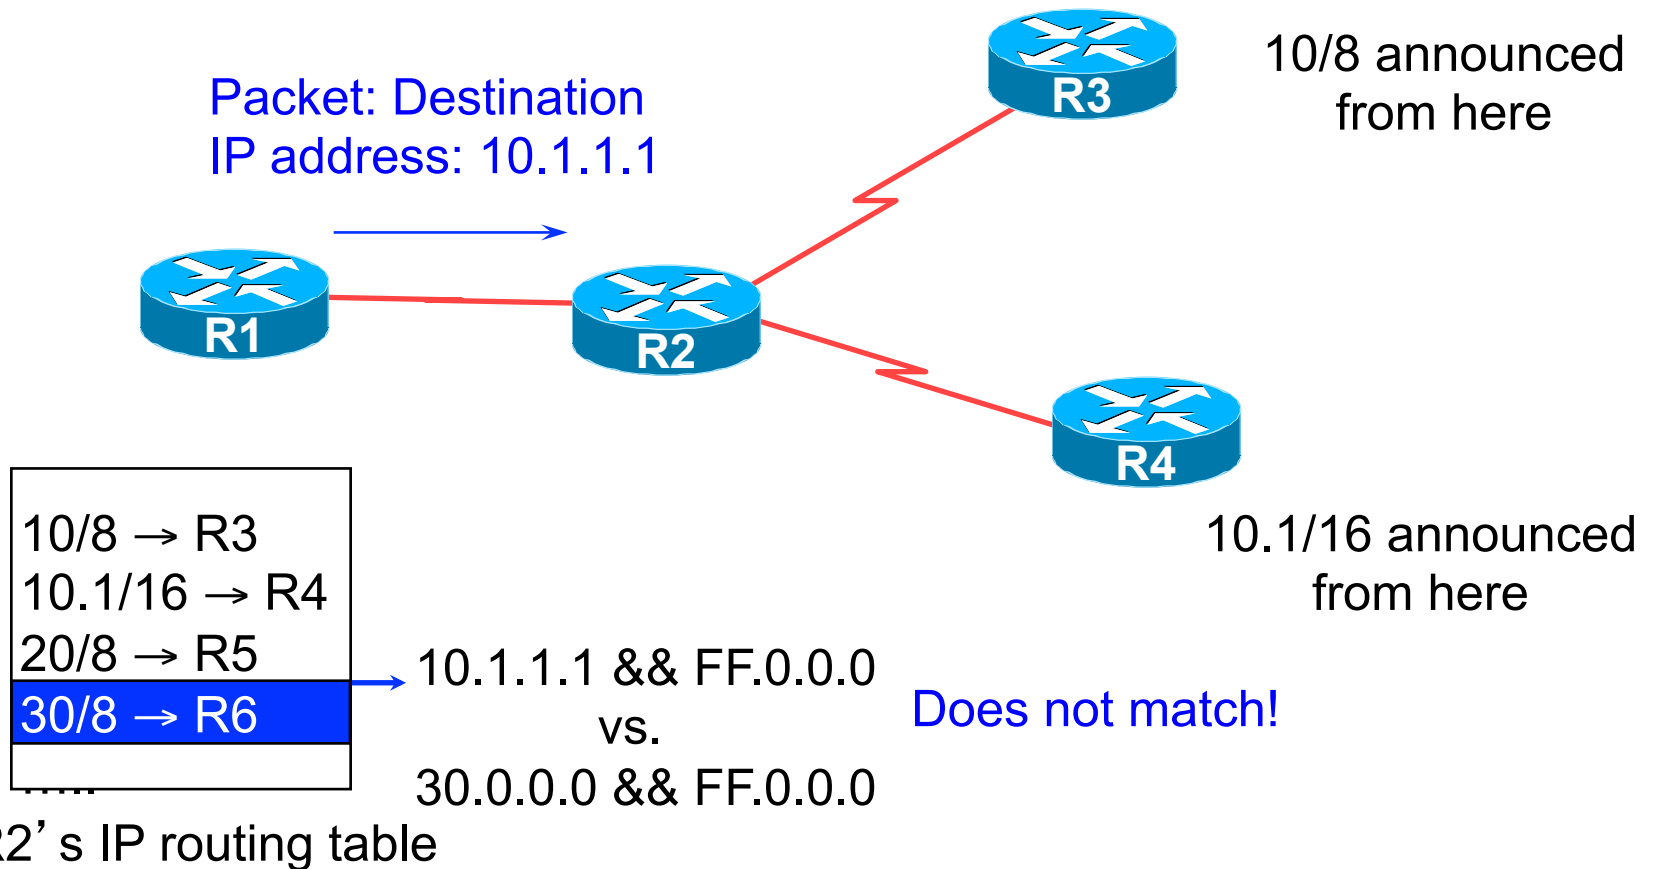 Packet: Destination
IP address: 10.1.1.1
R3
10/8 announced
from here
R1
R2
R4
10.1/16 announced
from here
10/8 → R3
10.1/16 → R4
20/8 → R5
30/8 → R6
10.1.1.1 && FF.0.0.0
vs.
30.0.0.0 && FF.0.0.0
Does not match!
…..
R2’s IP routing table